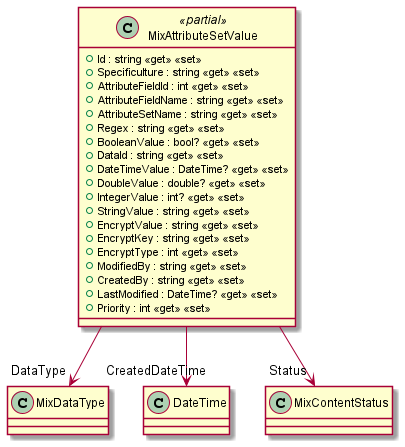 C «partial»
MixAttributeSetValue
Id : string «get» «set»
Specificulture : string «get» «set»
AttributeFieldId : int «get» «set»
AttributeFieldName : string «get» «set»
AttributeSetName : string «get» «set»
Regex : string «get» «set»
BooleanValue : bool? «get» «set»
DataId : string «get» «set»
DateTimeValue : DateTime? «get» «set»
DoubleValue : double? «get» «set»
IntegerValue : int? «get» «set»
StringValue : string «get» «set»
EncryptValue : string «get» «set»
EncryptKey : string «get» «set»
EncryptType : int «get» «set»
ModifiedBy : string «get» «set»
CreatedBy : string «get» «set»
LastModified : DateTime? «get» «set»
Priority : int «get» «set»
DataType CreatedDateTime Status
C MixDataType C DateTime C MixContentStatus